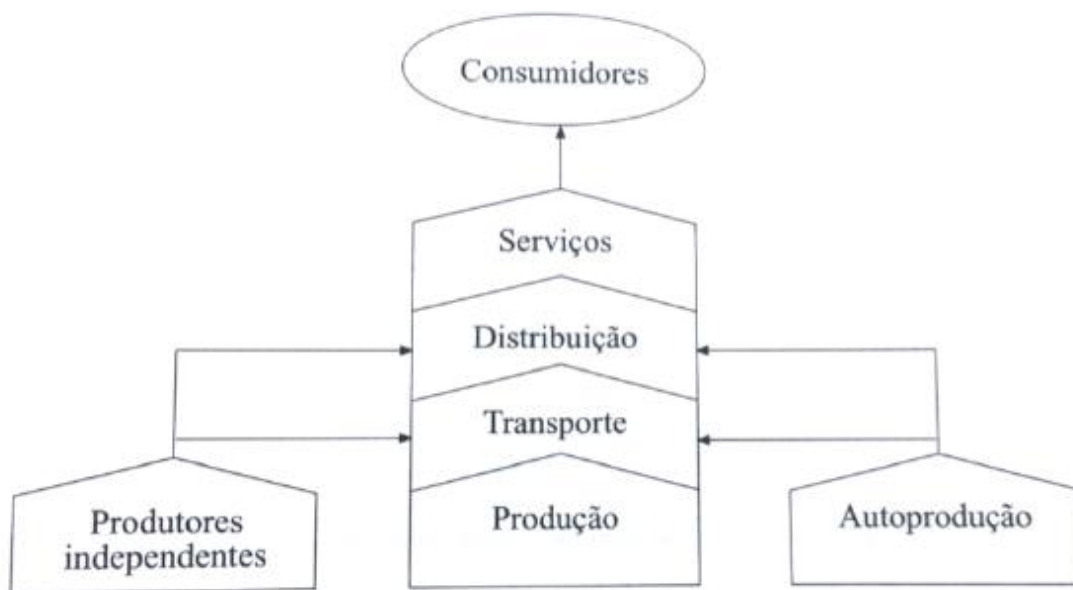 Consumidores
Serviços
Distribuição
Transporte
Produção
Produtores
independentes
Autoprodução